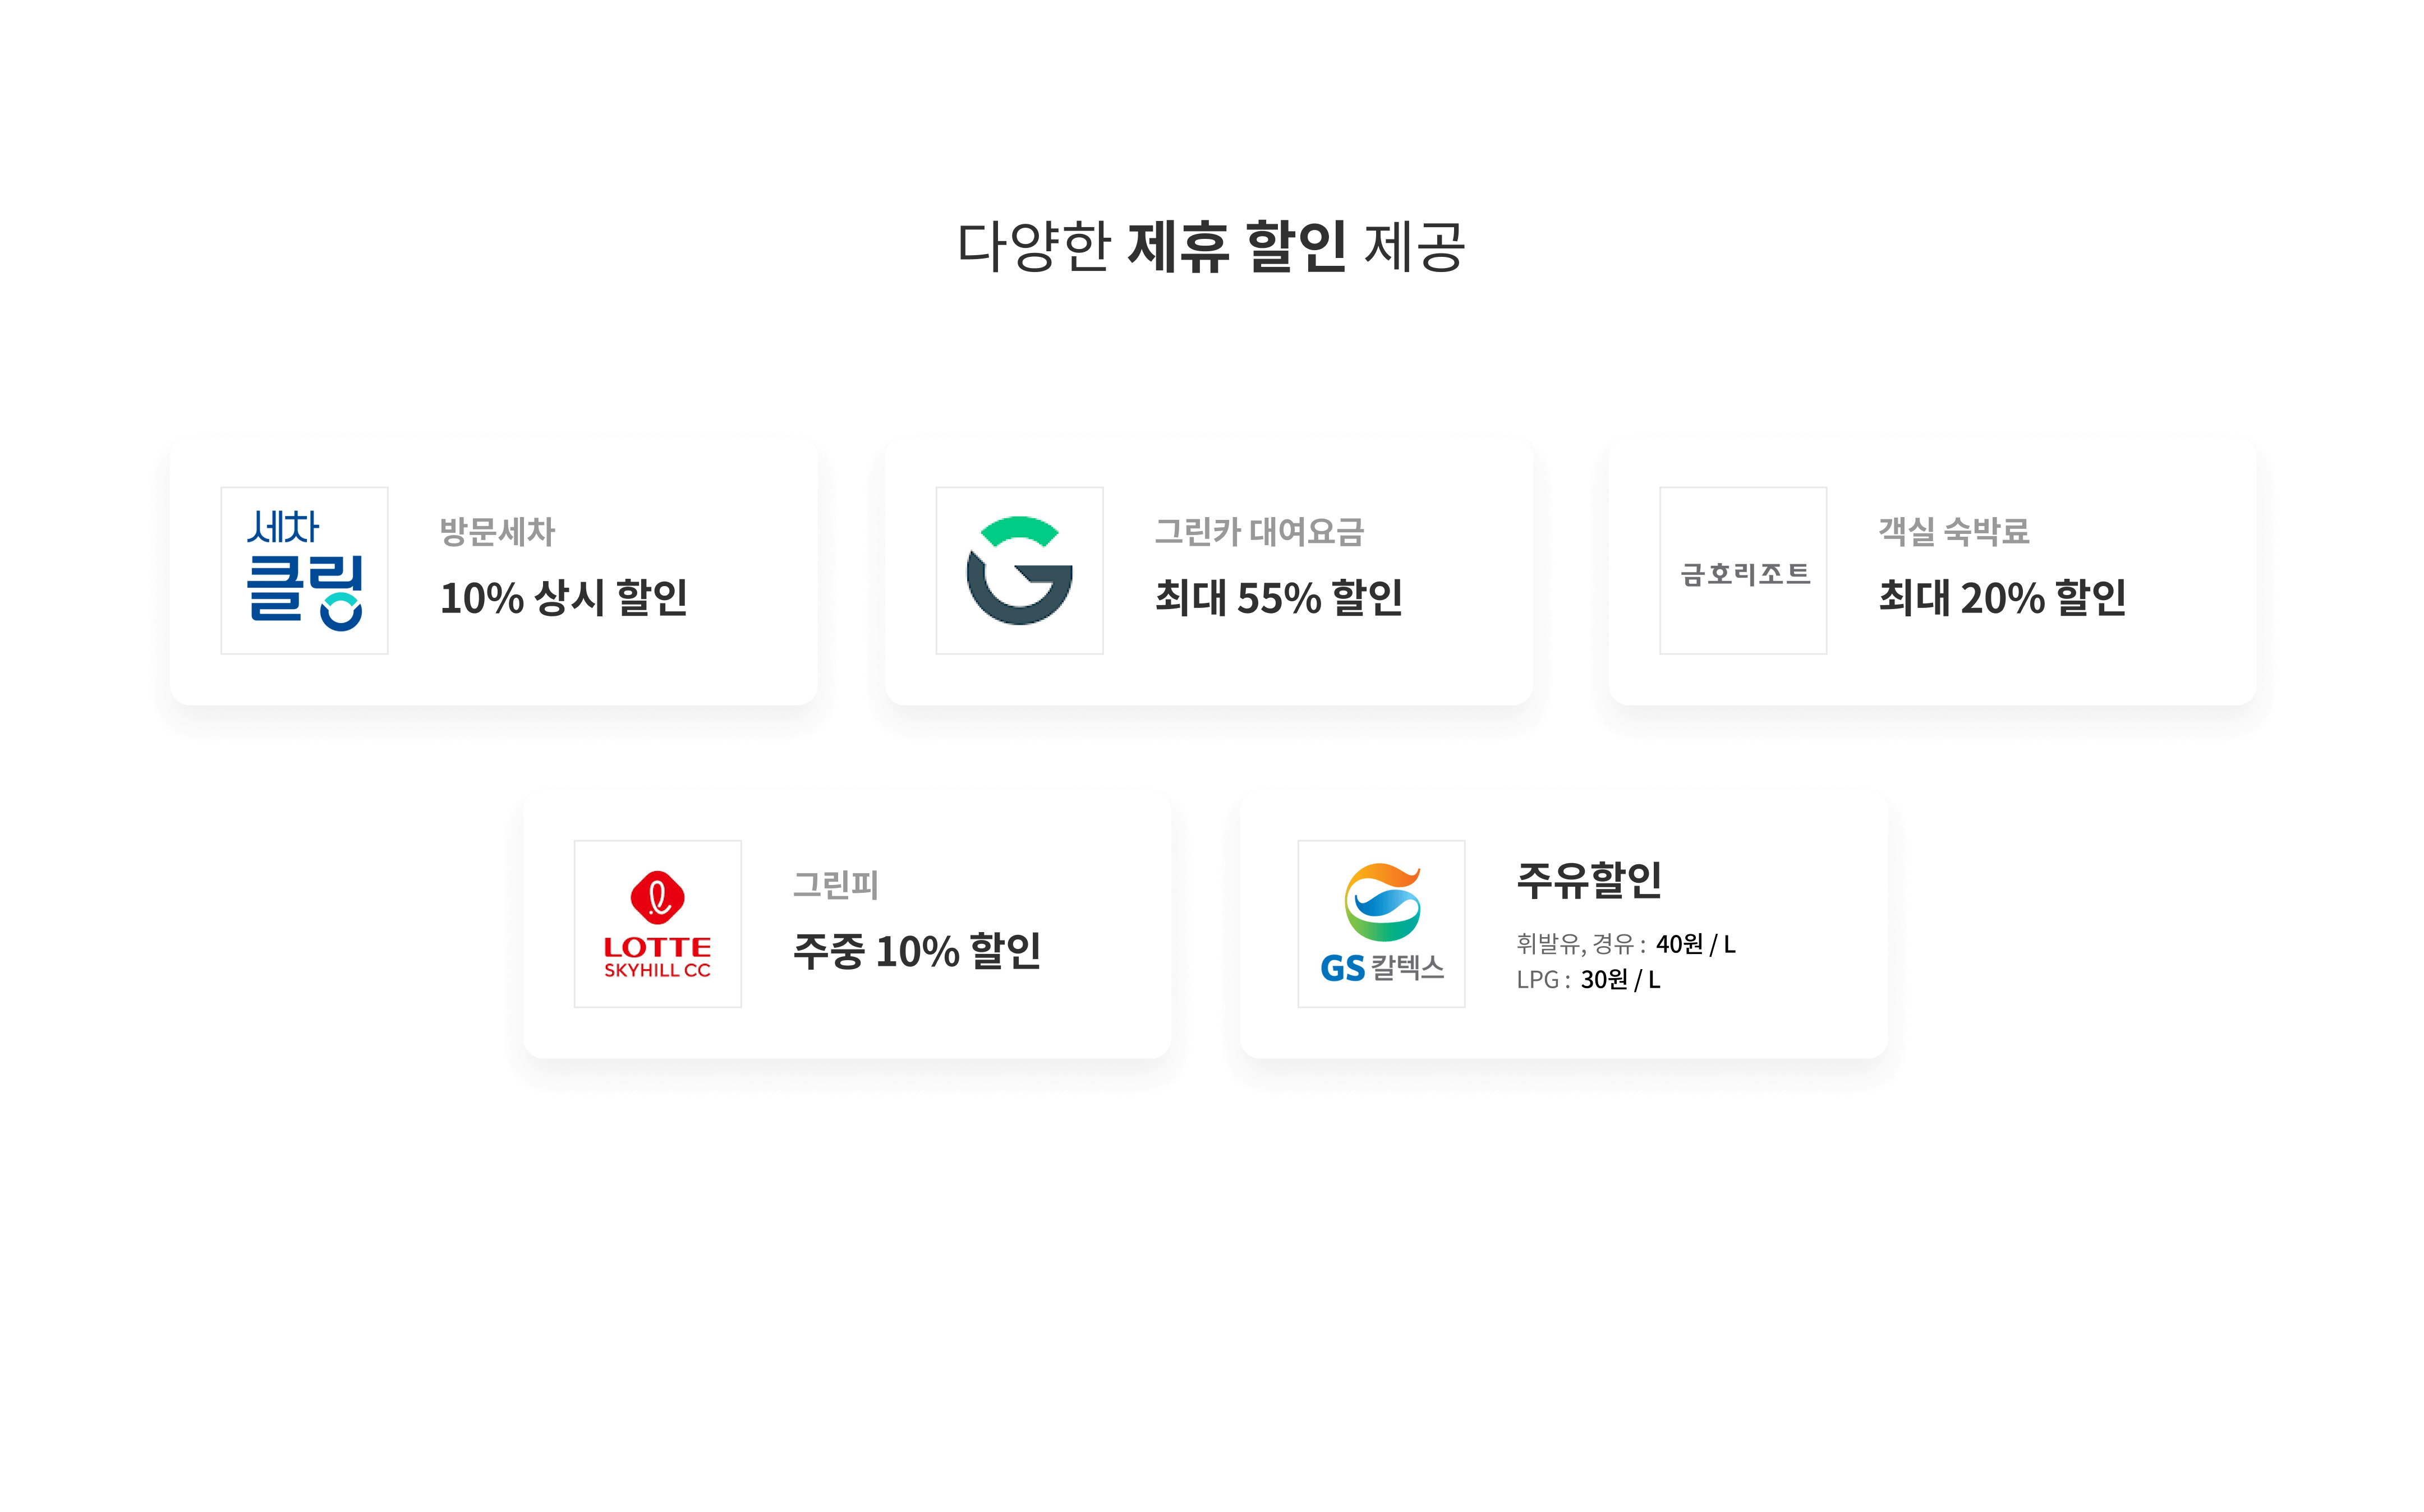 다양한 제휴 할인 제공
세차
클링
방문세차
10% 상시 할인
그린카 대여요금
최대 55% 할인
금호리조트
객실 숙박료
최대 20% 할인
LOTTE
SKYHILL CC
그린피
주중 10% 할인
GS 칼텍스
주유할인
휘발유, 경유 : 40원 / L
LPG : 30원 / L